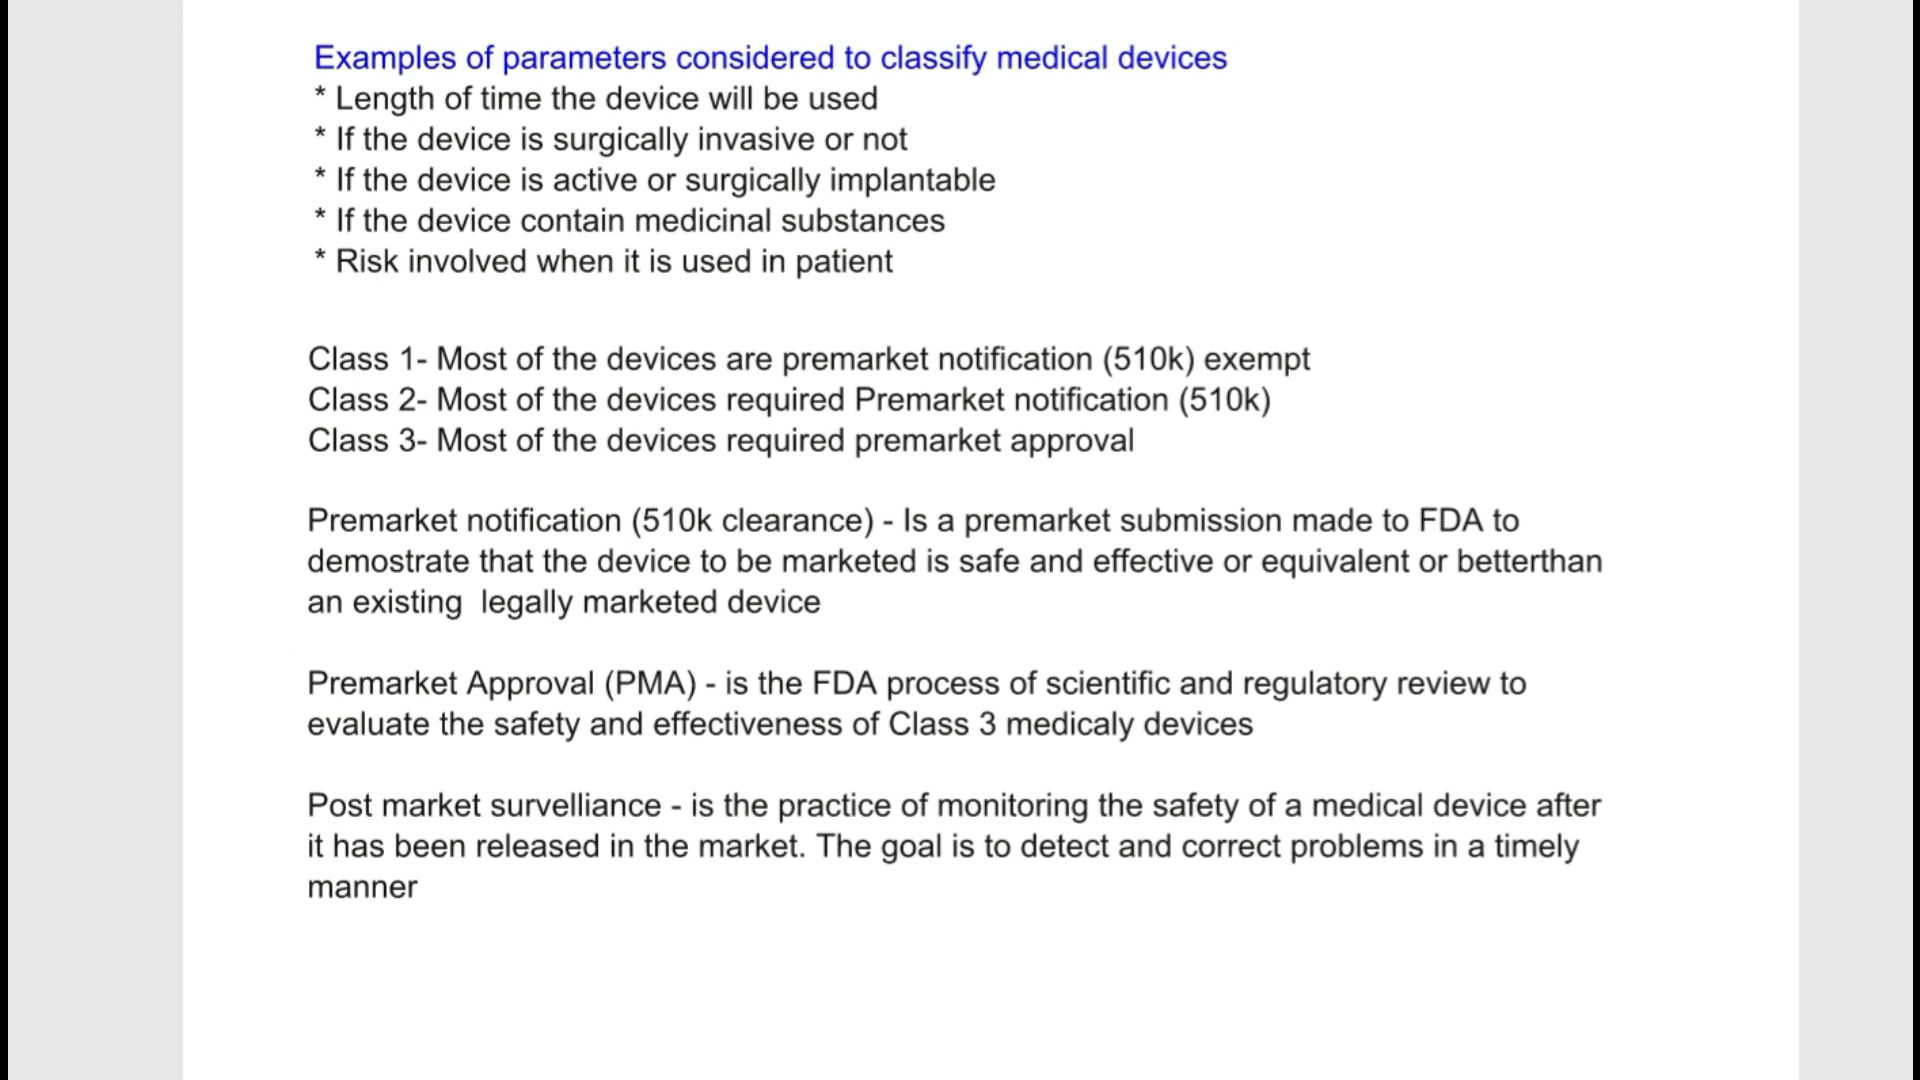 Examples of parameters considered to classify medical devices
* Length of time the device will be used
* If the device is surgically invasive or not
* If the device is active or surgically implantable
* If the device contain medicinal substances
* Risk involved when it is used in patient
Class 1- Most of the devices are premarket notification (510k) exempt
Class 2- Most of the devices required Premarket notification (510k)
Class 3- Most of the devices required premarket approval
Premarket notification (510k clearance) - Is a premarket submission made to FDA to
demostrate that the device to be marketed is safe and effective or equivalent or betterthan
an existing  legally marketed device
Premarket Approval (PMA) - is the FDA process of scientific and regulatory review to
evaluate the safety and effectiveness of Class 3 medicaly devices
Post market survelliance - is the practice of monitoring the safety of a medical device after
it has been released in the market. The goal is to detect and correct problems in a timely
manner